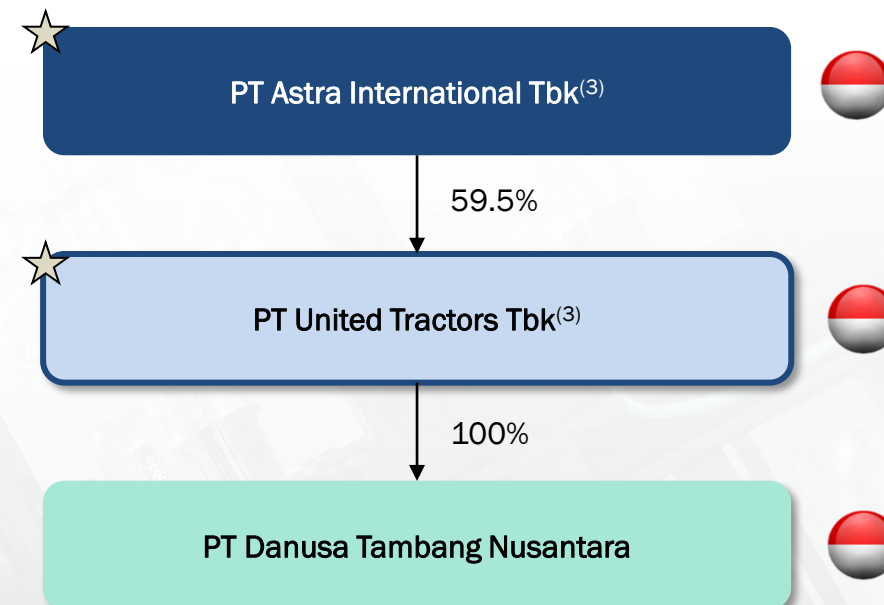 PT Astra International Tbk(3)
59.5%
PT United Tractors Tbk(3)
100%
PT Danusa Tambang Nusantara